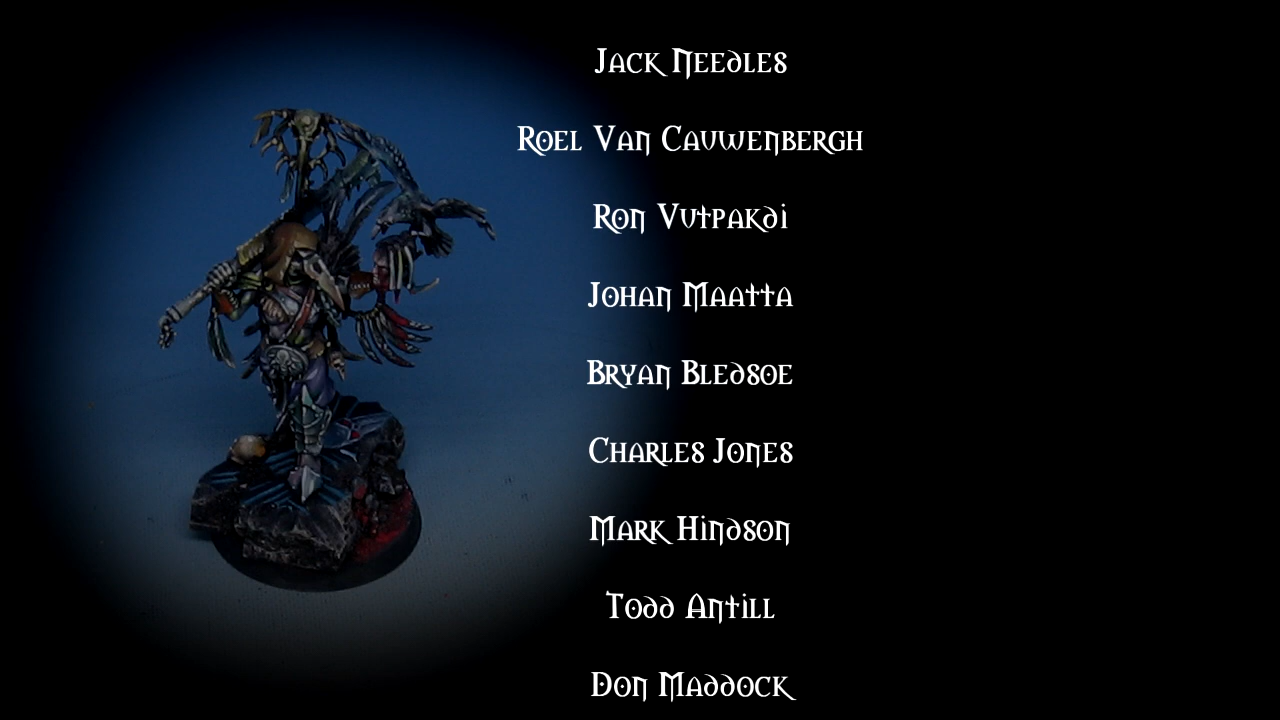 Jack Needles
Roel Van Cauwenbergh
Ron Vutpakdi
Johan Maatta
Bryan Bledsoe
Charles Jones
Mark Hindson
Todd Antill
Don Maddock